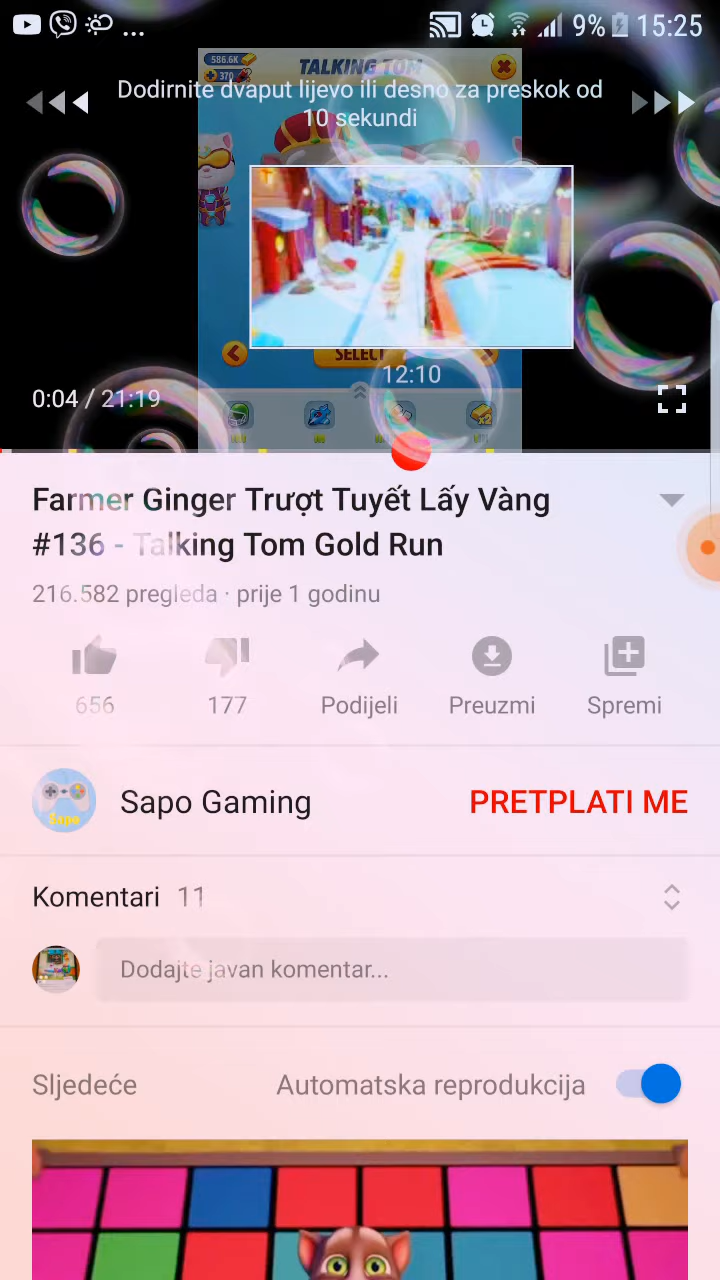 ... 9% 15:25
586.6K
370
TALKING TOM
Dodirnite dvaput lijevo ili desno za preskok od
10 sekundi
SELECT
12:10
0:04 / 21:19
x2
Farmer Ginger Trượt Tuyết Lấy Vàng
#136 - Talking Tom Gold Run
216.582 pregleda · prije 1 godinu
656 177 Podijeli Preuzmi Spremi
Sapo
Sapo Gaming PRETPLATI ME
Komentari 11
Dodajte javan komentar...
Sljedeće Automatska reprodukcija